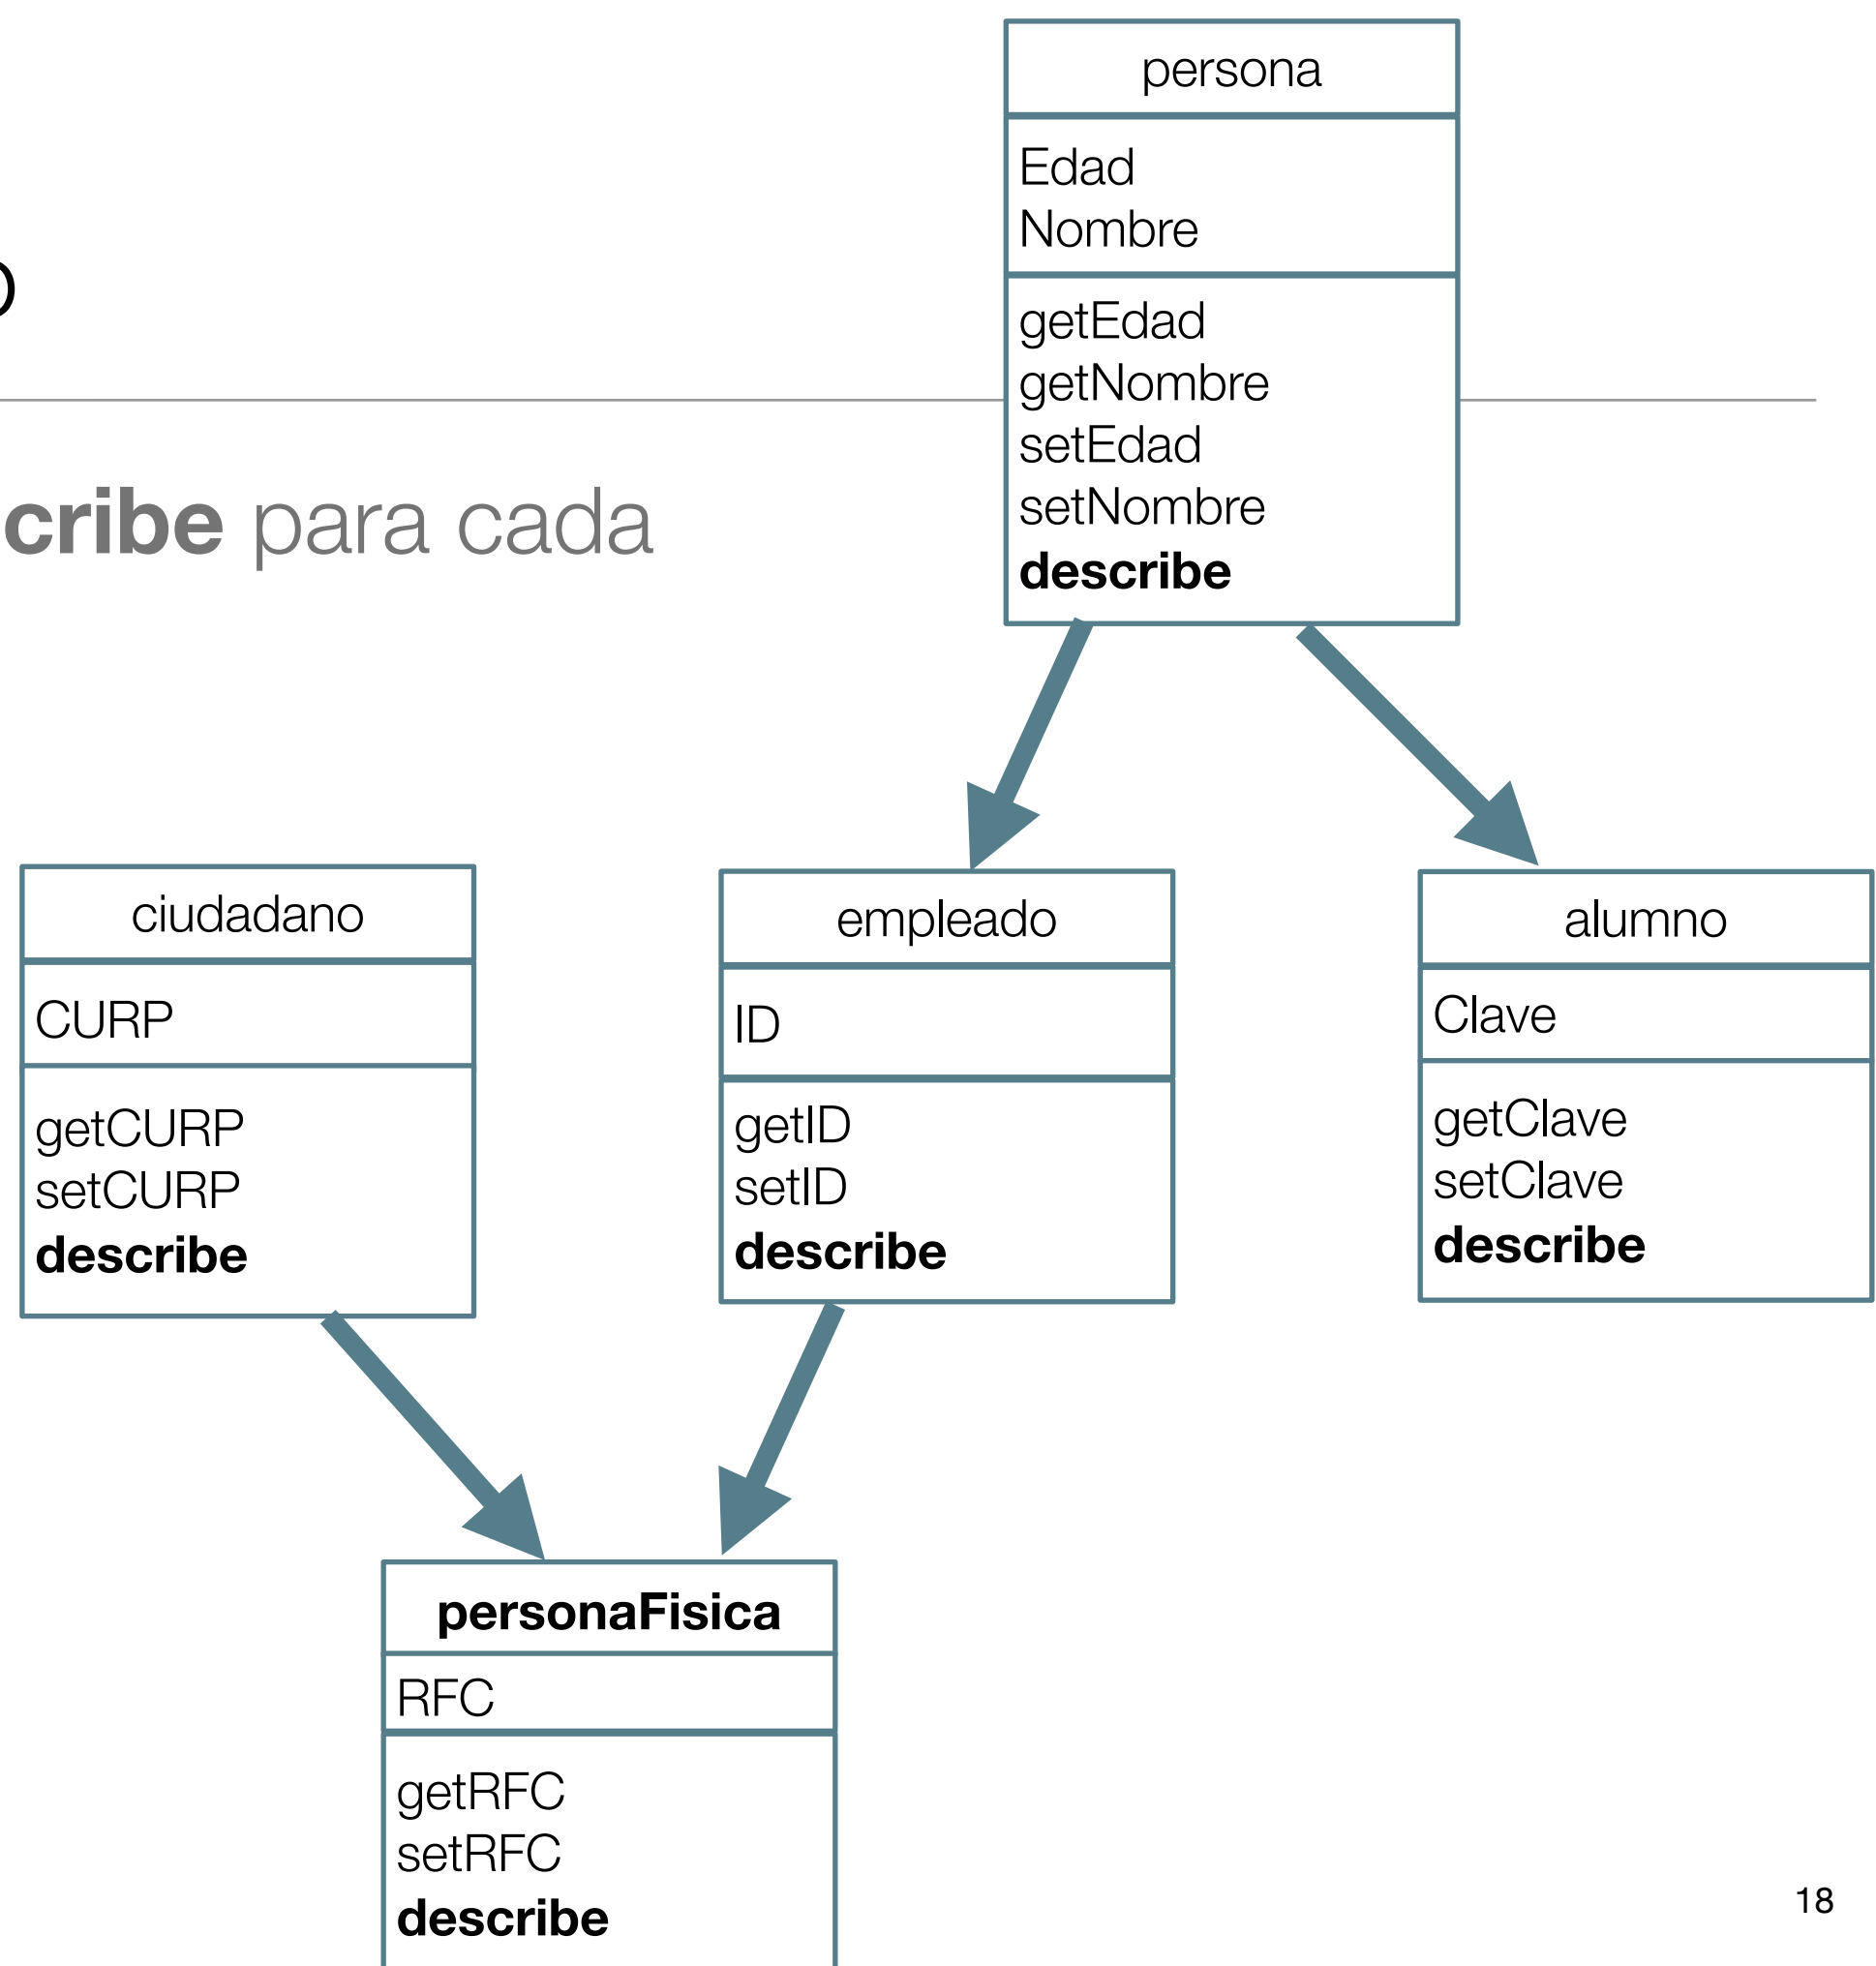 persona
Edad
Nombre
getEdad
getNombre
setEdad
setNombre
describe
cribe para cada
ciudadano
CURP
getCURP
setCURP
describe
empleado
ID
getID
setID
describe
alumno
Clave
getClave
setClave
describe
personaFisica
RFC
getRFC
setRFC
describe
18